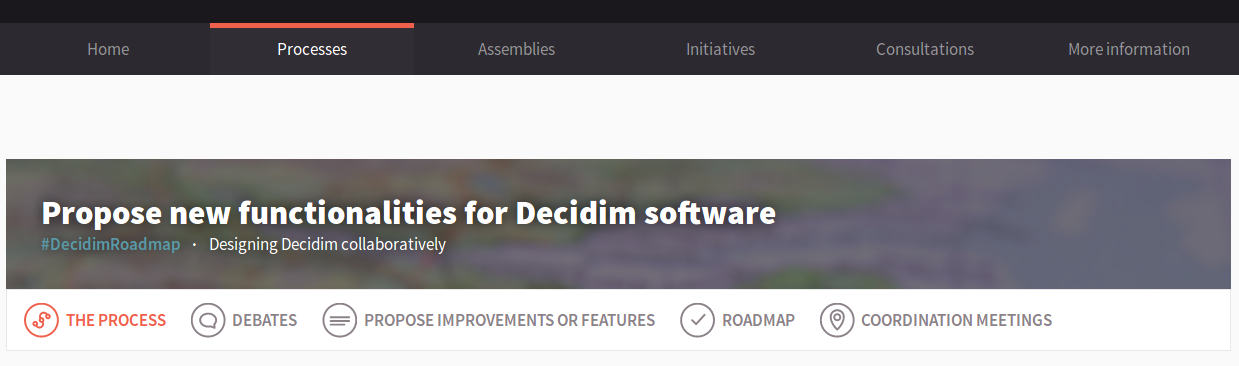 Home Processes Assemblies Initiatives Consultations More information
Propose new functionalities for Decidim software
#DecidimRoadmap · Designing Decidim collaboratively
THE PROCESS DEBATES PROPOSE IMPROVEMENTS OR FEATURES ROADMAP COORDINATION MEETINGS